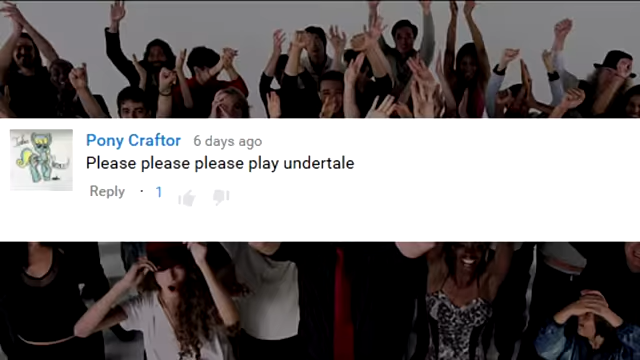 Pony Craftor 6 days ago
Please please please play undertale
Reply · 1